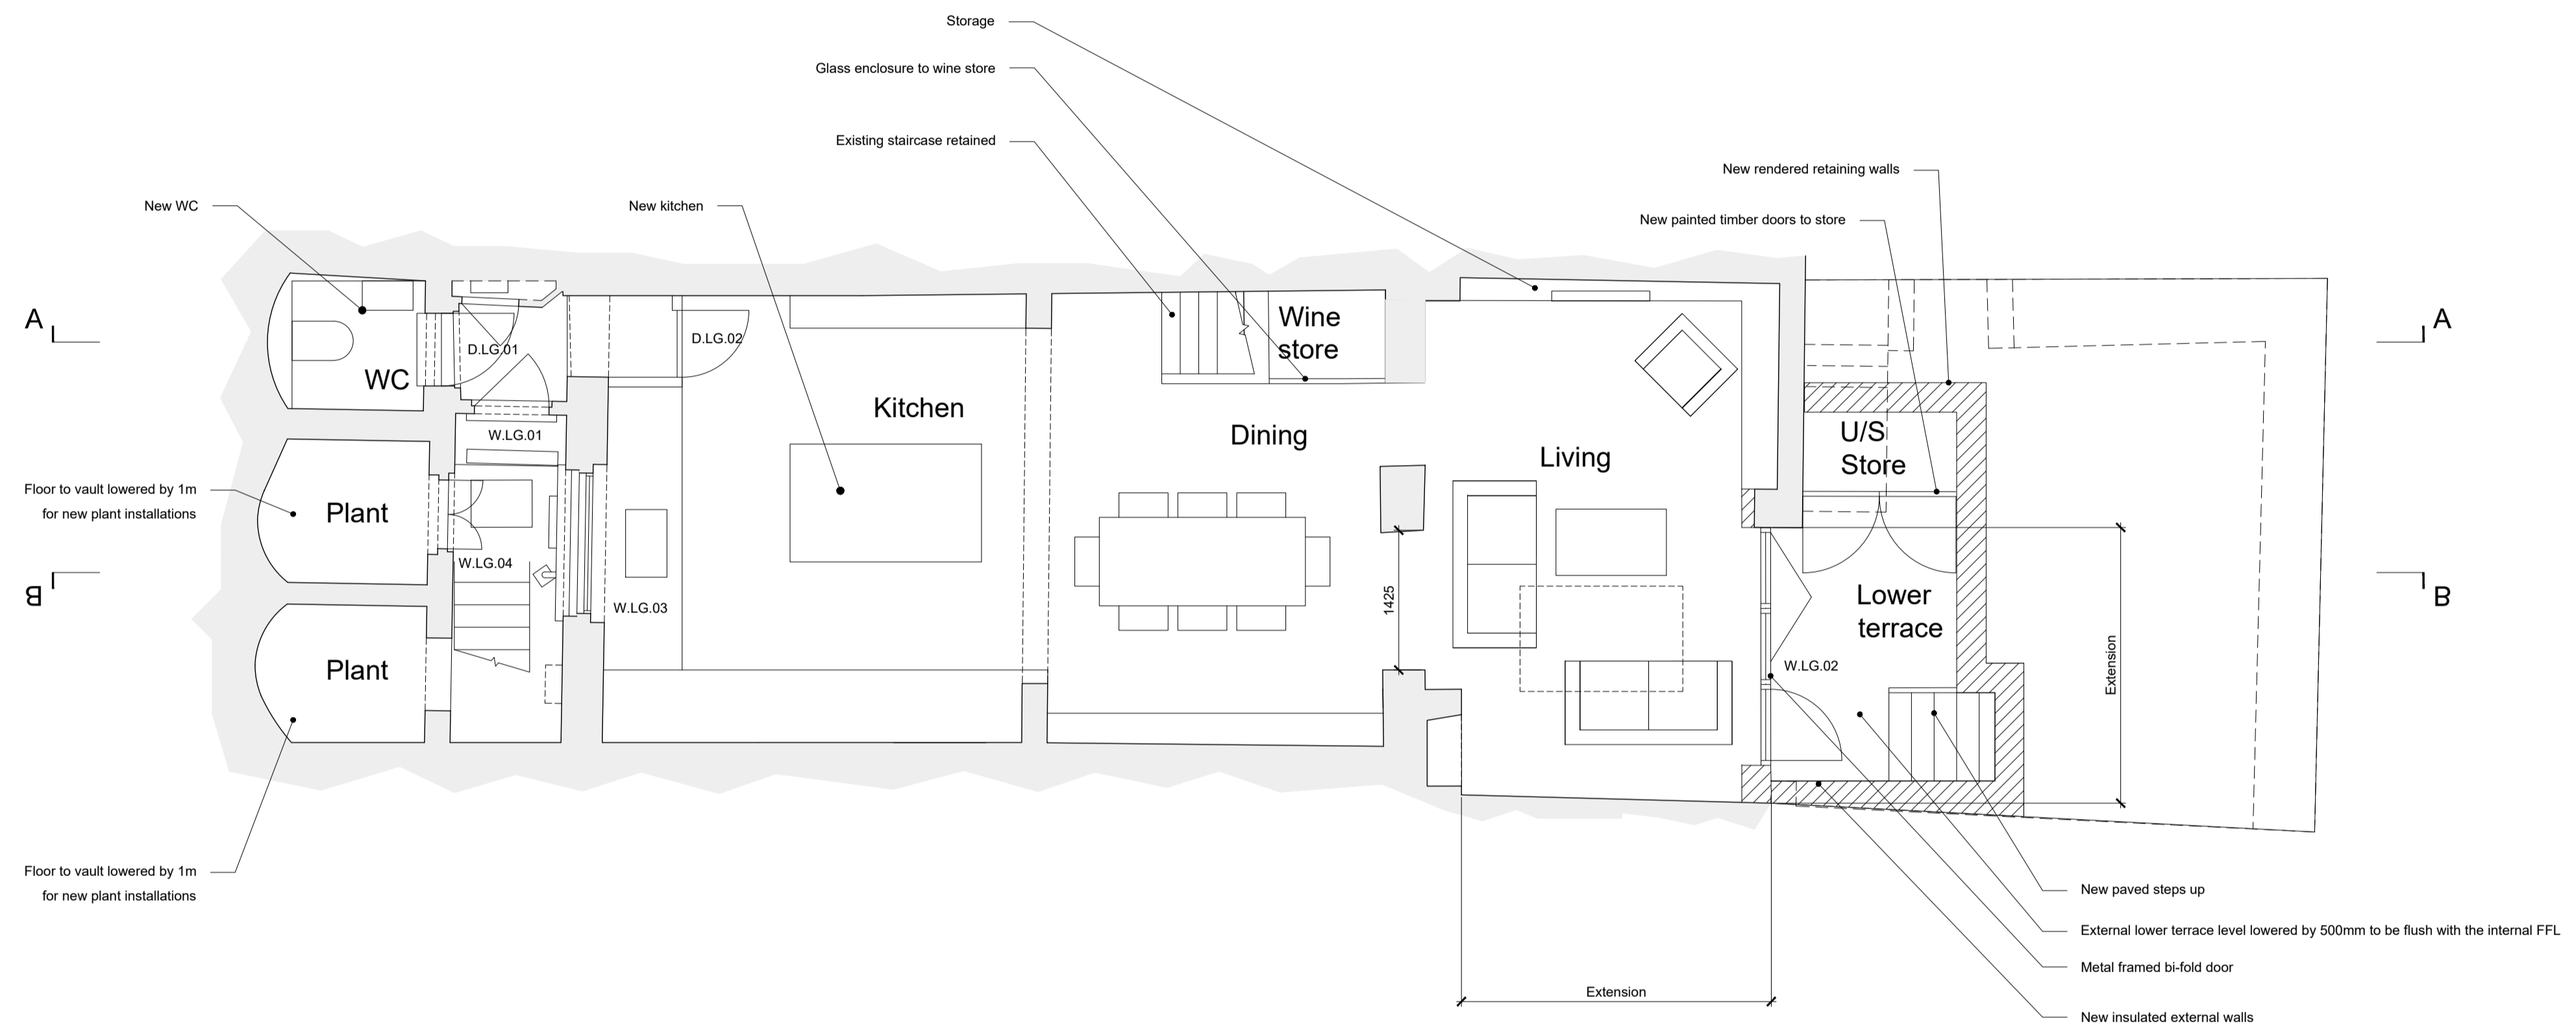 Storage
Glass enclosure to wine store
Existing staircase retained
New rendered retaining walls
New painted timber doors to store
New WC
New kitchen
A
A
Wine
store
D.LG.01
D.LG.02
WC
Kitchen
Dining
Living
U/S
Store
W.LG.01
Floor to vault lowered by 1m
for new plant installations
Plant
W.LG.04
B
B
W.LG.03
1425
Lower
terrace
Extension
Plant
W.LG.02
Floor to vault lowered by 1m
for new plant installations
New paved steps up
External lower terrace level lowered by 500mm to be flush with the internal FFL
Metal framed bi-fold door
Extension
New insulated external walls